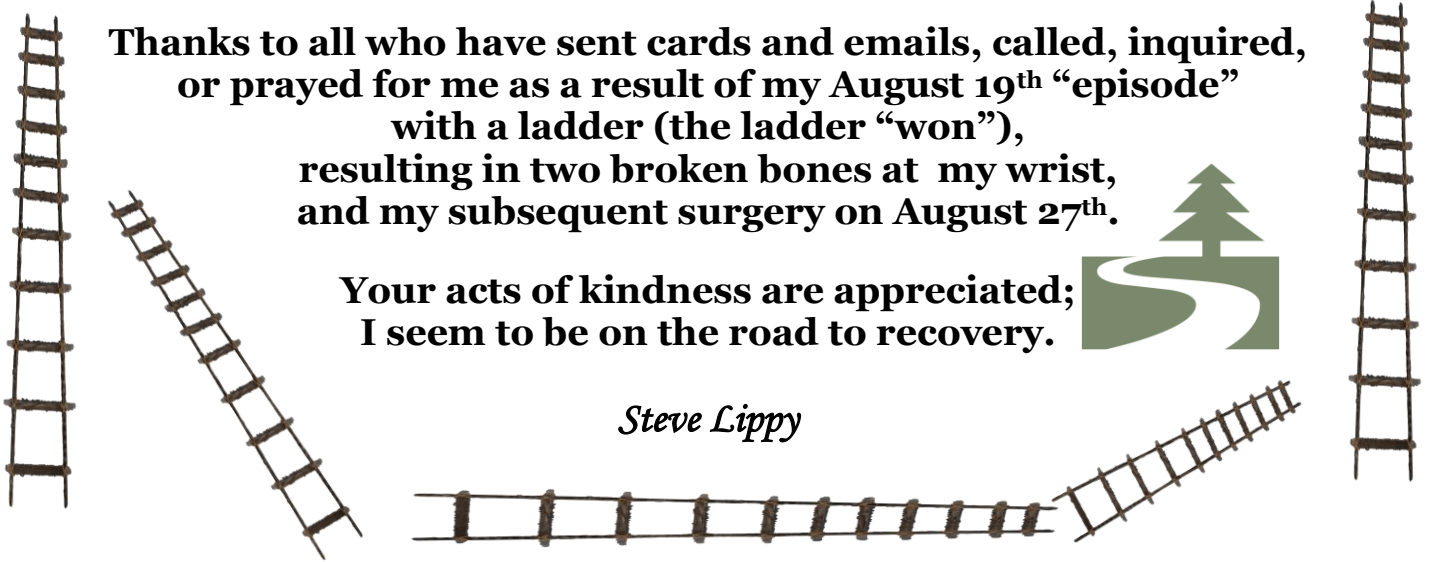 Thanks to all who have sent cards and emails, called, inquired,
or prayed for me as a result of my August 19th “episode”
with a ladder (the ladder “won”),
resulting in two broken bones at  my wrist,
and my subsequent surgery on August 27th.
Your acts of kindness are appreciated;
I seem to be on the road to recovery.
Steve Lippy